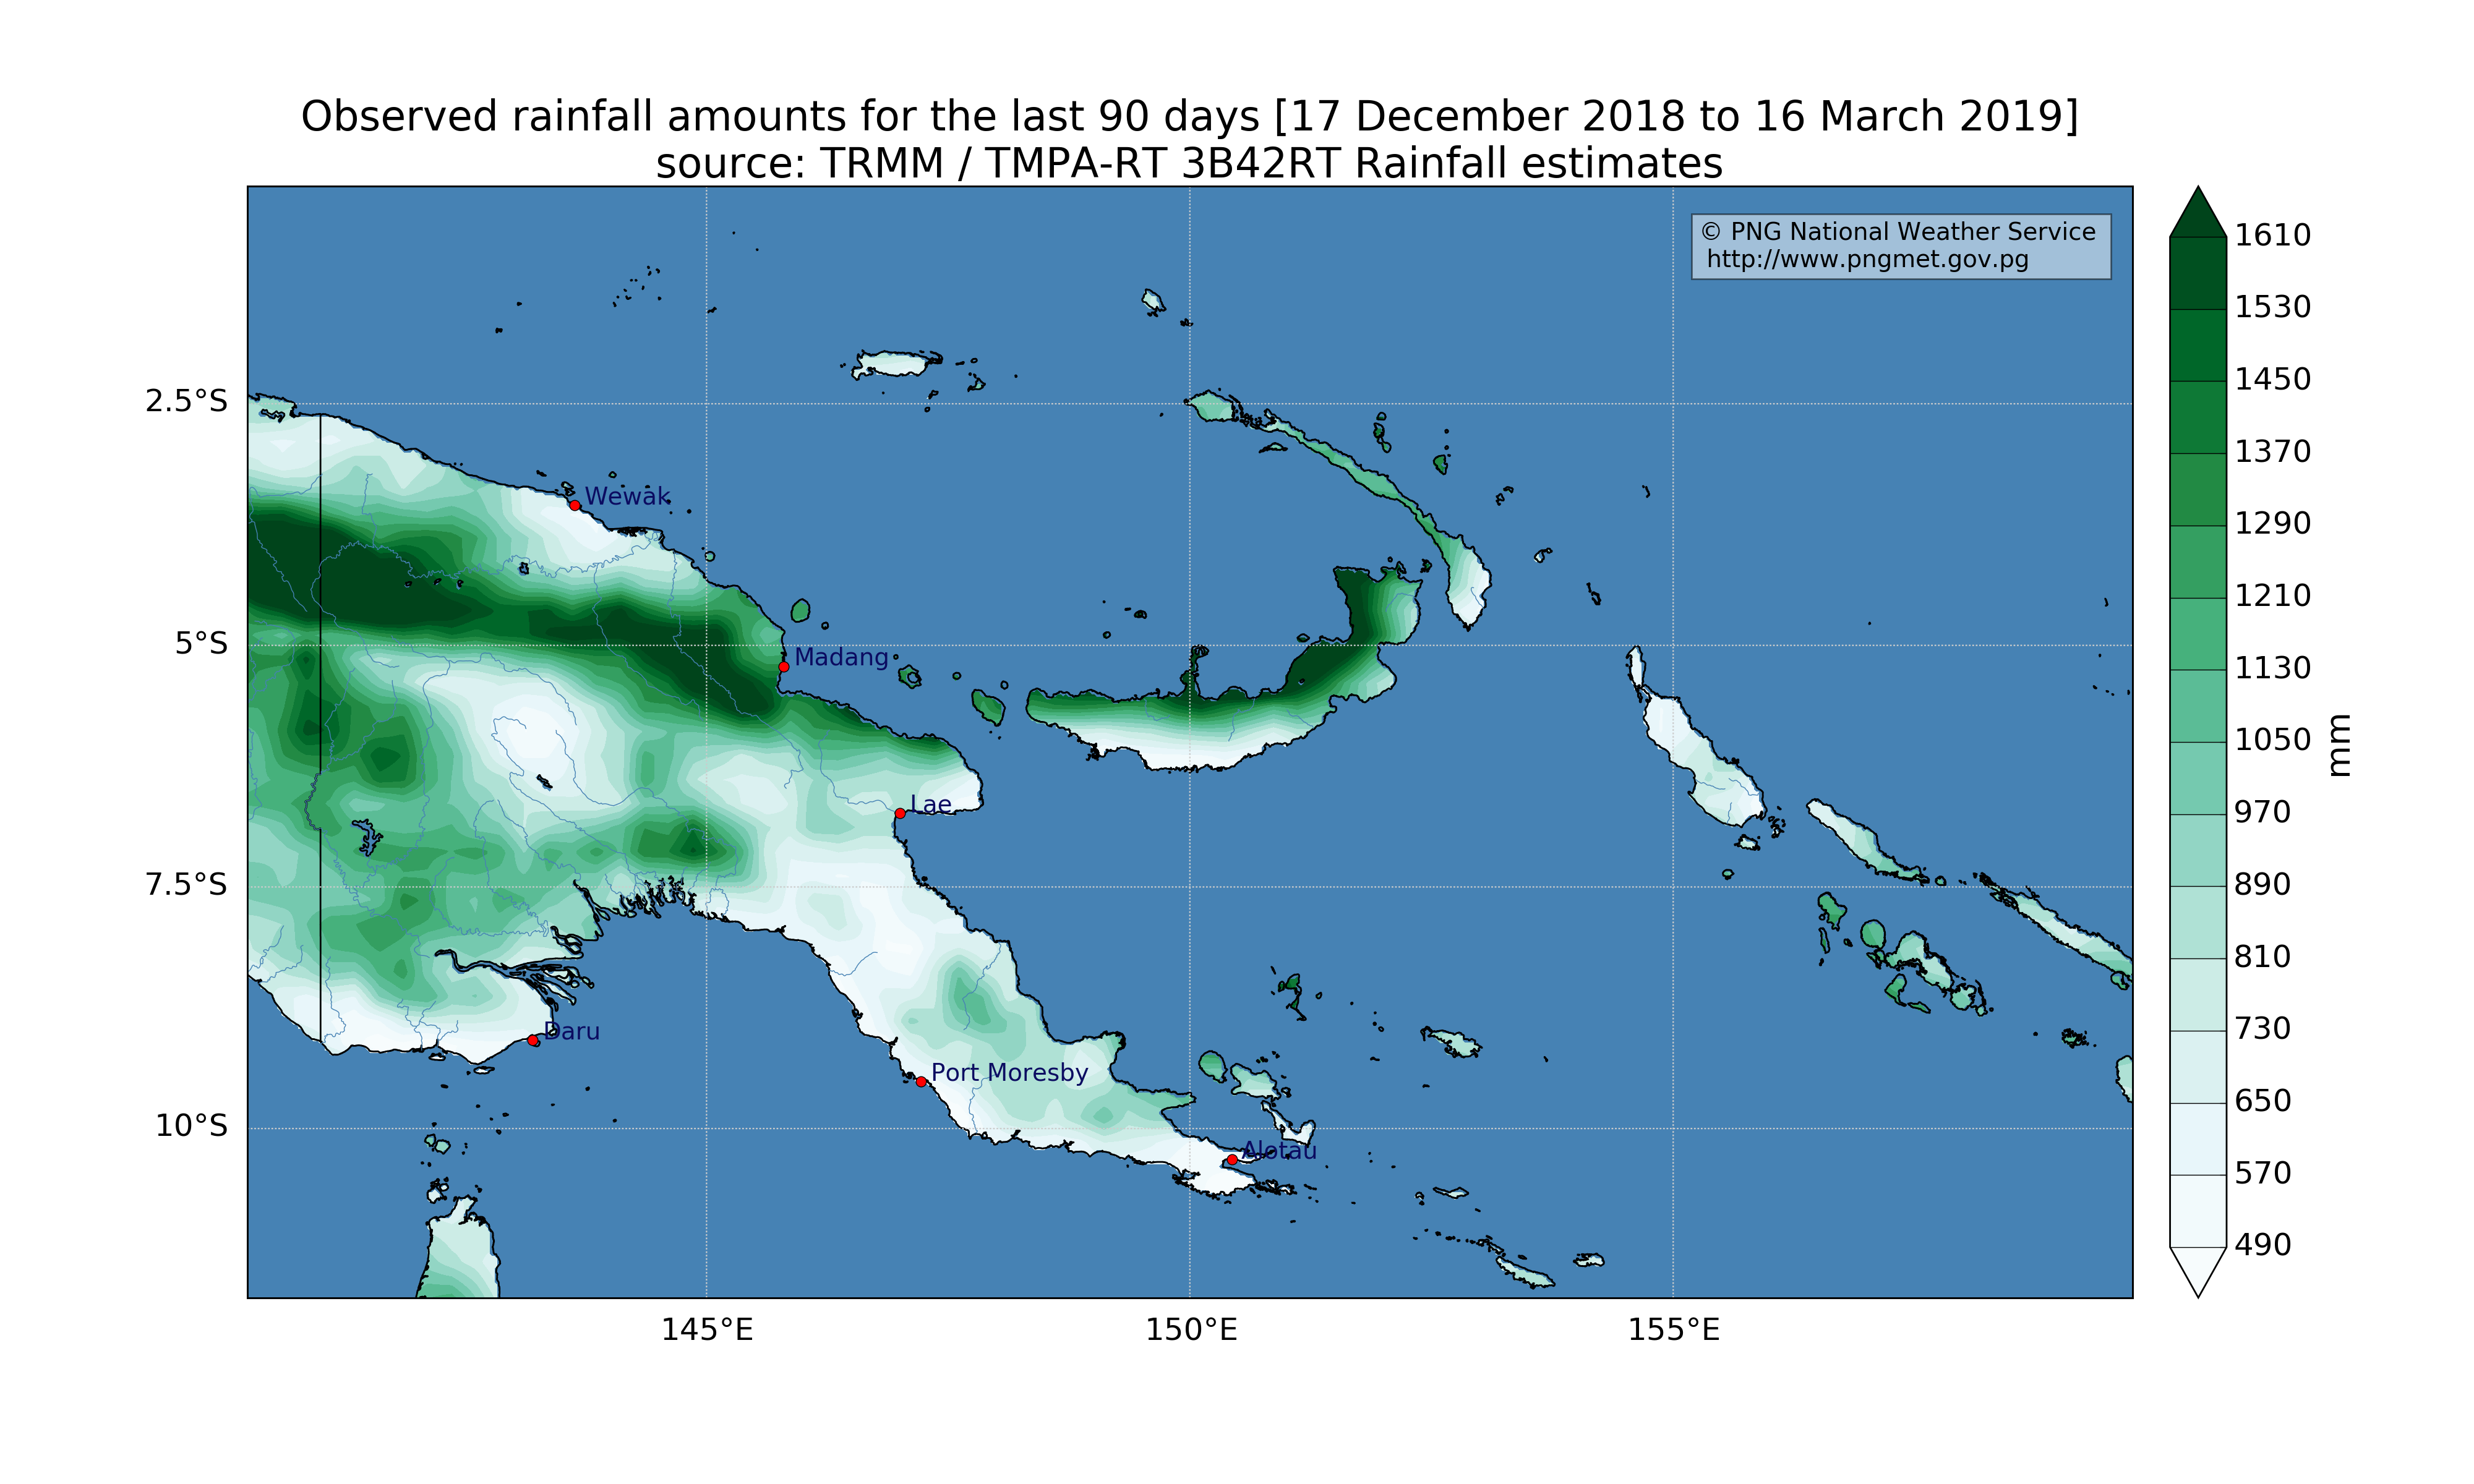 Observed rainfall amounts for the last 90 days [17 December 2018 to 16 March 2019]
source: TRMM / TMPA-RT 3B42RT Rainfall estimates
© PNG National Weather Service
http://www.pngmet.gov.pg
1610
1530
1450
1370
1290
1210
1130
1050
970
890
810
730
650
570
490
mm
2.5°S
5°S
7.5°S
10°S
Wewak
Madang
Lae
Daru
Port Moresby
Alotau
145°E
150°E
155°E